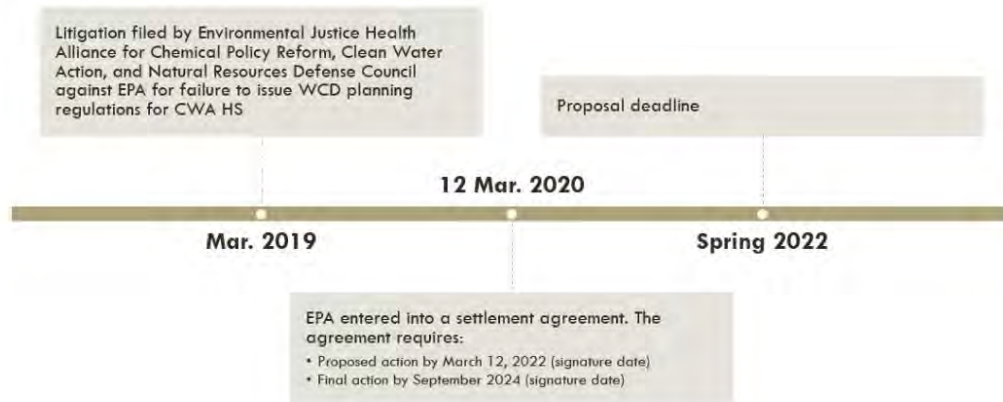 Litigation filed by Environmental Justice Health
Alliance for Chemical Policy Reform, Clean Water
Action, and Natural Resources Defense Council
against EPA for failure to issue WCD planning
regulations for CWA HS
Proposal deadline
12 Mar. 2020
Mar. 2019
Spring 2022
EPA entered into a settlement agreement. The
agreement requires:
• Proposed action by March 12, 2022 (signature date)
• Final action by September 2024 (signature date)